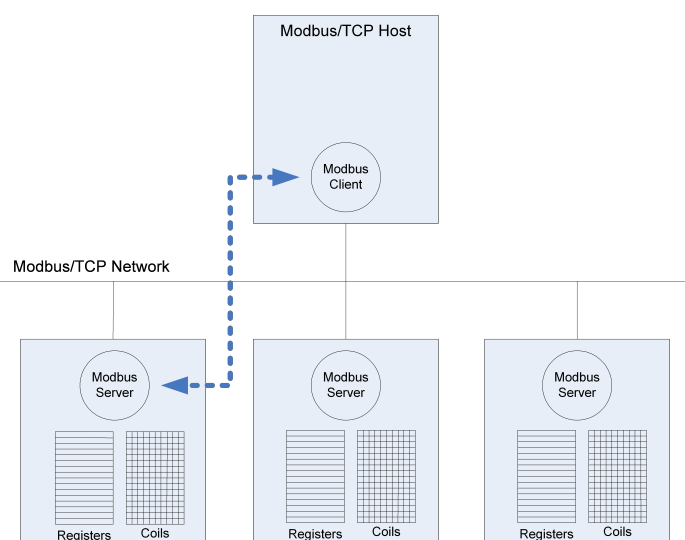 Modbus/TCP Host
Modbus
Client
Modbus/TCP Network
Modbus
Server
Modbus
Server
Modbus
Server
Registers
Coils
Registers
Coils
Registers
Coils